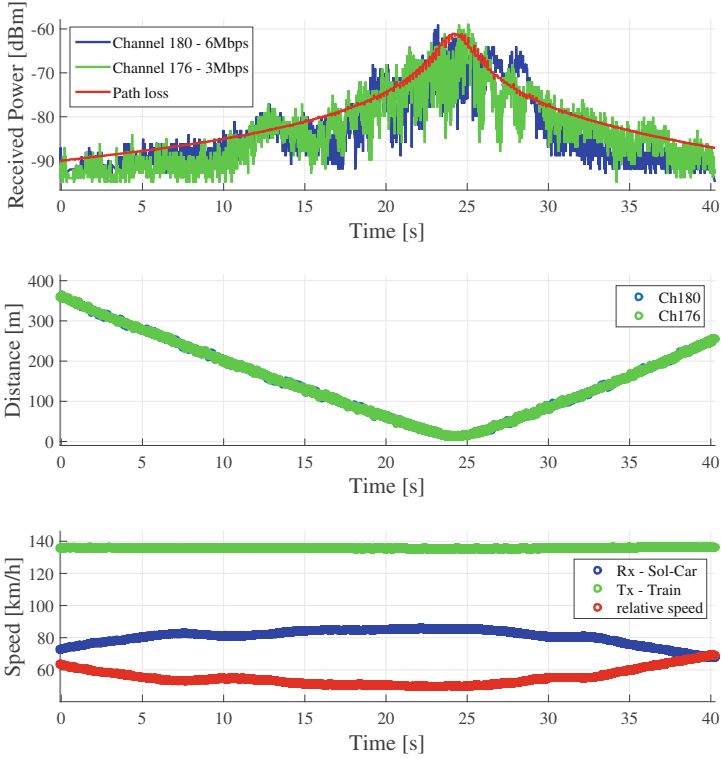 Received Power [dBm]
-60
-70
-80
-90
Channel 180 - 6Mbps
Channel 176 - 3Mbps
Path loss
0 5 10 15 20 25 30 35 40
Time [s]
Distance [m]
400
300
200
100
0
Ch180
Ch176
0 5 10 15 20 25 30 35 40
Time [s]
Speed [km/h]
140
120
100
80
60
Rx - Sol-Car
Tx - Train
relative speed
0 5 10 15 20 25 30 35 40
Time [s]